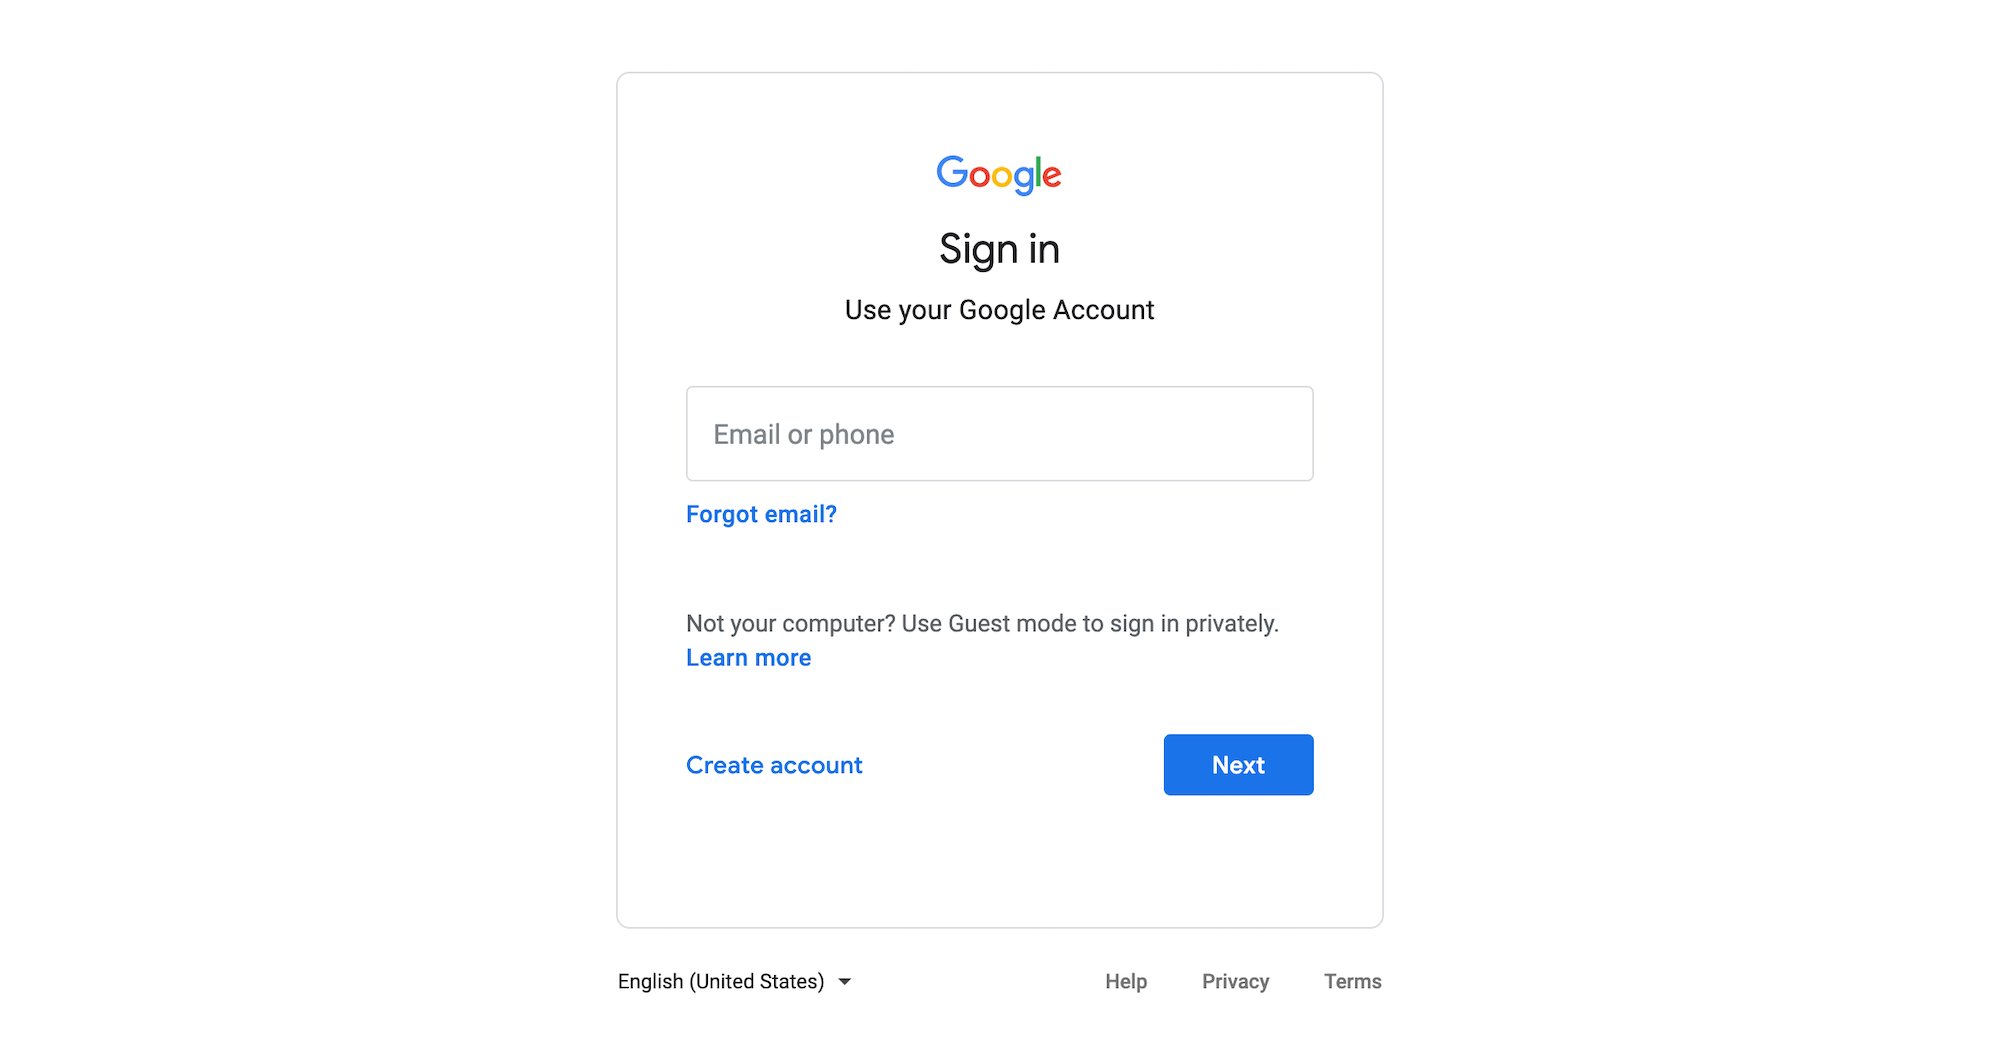 Google
Sign in
Use your Google Account
Email or phone
Forgot email?
Not your computer? Use Guest mode to sign in privately.
Learn more
Create account
Next
English (United States)
Help
Privacy
Terms